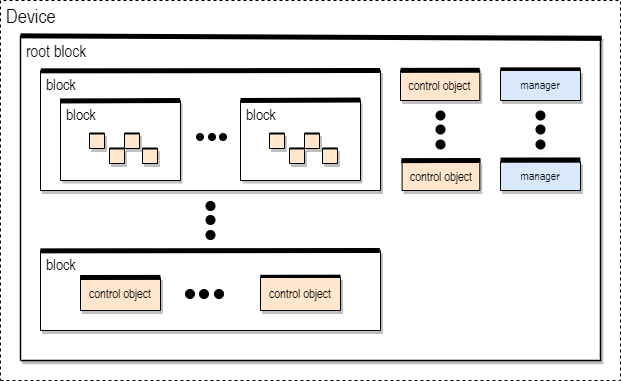 Device
root block
block
control object
manager
block
block
control object
manager
block
control object
control object